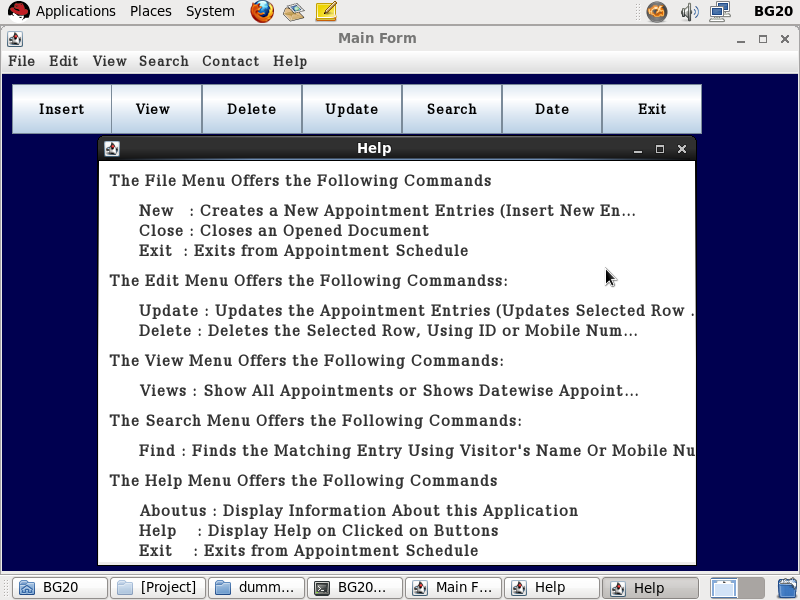 Applications Places System BG20
Main Form
File Edit View Search Contact Help
Insert View Delete Update Search Date Exit
Help
The File Menu Offers the Following Commands
New : Creates a New Appointment Entries (Insert New En...
Close : Closes an Opened Document
Exit : Exits from Appointment Schedule
The Edit Menu Offers the Following Commandss:
Update : Updates the Appointment Entries (Updates Selected Row .
Delete : Deletes the Selected Row, Using ID or Mobile Num...
The View Menu Offers the Following Commands:
Views : Show All Appointments or Shows Datewise Appoint...
The Search Menu Offers the Following Commands:
Find : Finds the Matching Entry Using Visitor's Name Or Mobile Nu
The Help Menu Offers the Following Commands
Aboutus : Display Information About this Application
Help : Display Help on Clicked on Buttons
Exit : Exits from Appointment Schedule
BG20 [Project] dumm... BG20... Main F... Help Help